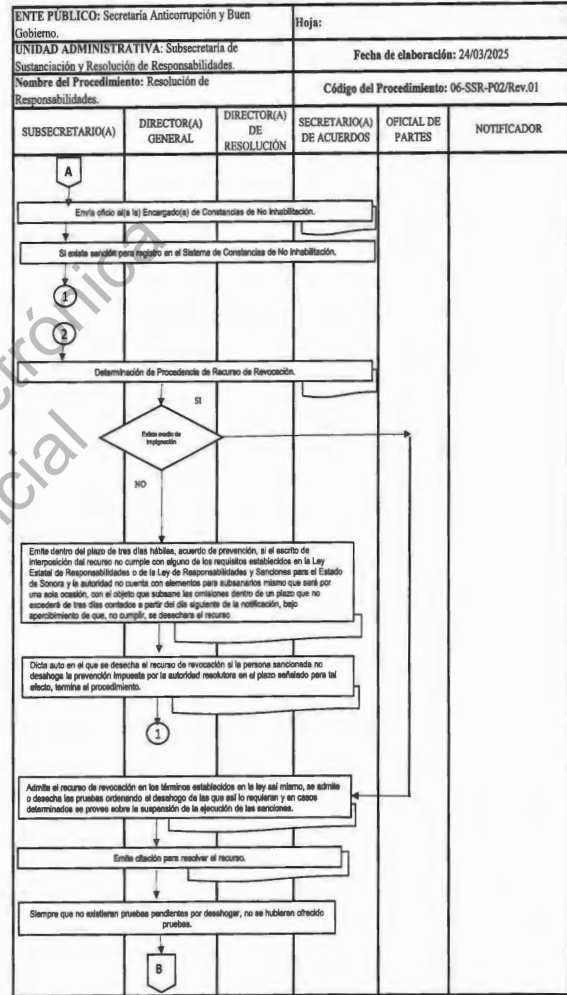 ENTE PÚBLICO: Secretaría Anticorrupción y Buen
Gobierno.
Hoja:
UNIDAD ADMINISTRATIVA: Subsecretaría de
Sustanciación y Resolución de Responsabilidades.
Fecha de elaboración: 24/03/2025
Nombre del Procedimiento: Resolución de
Responsabilidades.
Código del Procedimiento: 06-SSR-P02/Rev.01
SUBSECRETARIO(A)
DIRECTOR(A)
GENERAL
DIRECTOR(A)
DE
RESOLUCIÓN
SECRETARIO(A)
DE ACUERDOS
OFICIAL DE
PARTES
NOTIFICADOR
A
Envía oficio al(a la) Encargado(a) de Constancias de No Inhabilitación.
Si existe sanción para registro en el Sistema de Constancias de No Inhabilitación.
1
2
Determinación de Procedencia de Recurso de Revocación.
SI
Existe medio de
impugnación
NO
Emite dentro del plazo de tres días hábiles, acuerdo de prevención, si el escrito de
interposición del recurso no cumple con alguno de los requisitos establecidos en la Ley
Estatal de Responsabilidades o de la Ley de Responsabilidades y Sanciones para el Estado
de Sonora y la autoridad no cuenta con elementos para subsanarlos mismo que será por
una sola ocasión, con el objeto que subsane las omisiones dentro de un plazo que no
excederá de tres días contados a partir del día siguiente de la notificación, bajo
apercibimiento de que, no cumplir, se desechara el recurso
Dicta auto en el que se desecha el recurso de revocación si la persona sancionada no
desahoga la prevención impuesta por la autoridad resolutora en el plazo señalado para tal
efecto, termina el procedimiento.
1
Admite el recurso de revocación en los términos establecidos en la ley así mismo, se admite
o desecha las pruebas ordenando el desahogo de las que así lo requieran y en casos
determinados se provee sobre la suspensión de la ejecución de las sanciones.
Emite citación para resolver el recurso.
Siempre que no existieran pruebas pendientes por desahogar, no se hubieran ofrecido
pruebas.
B